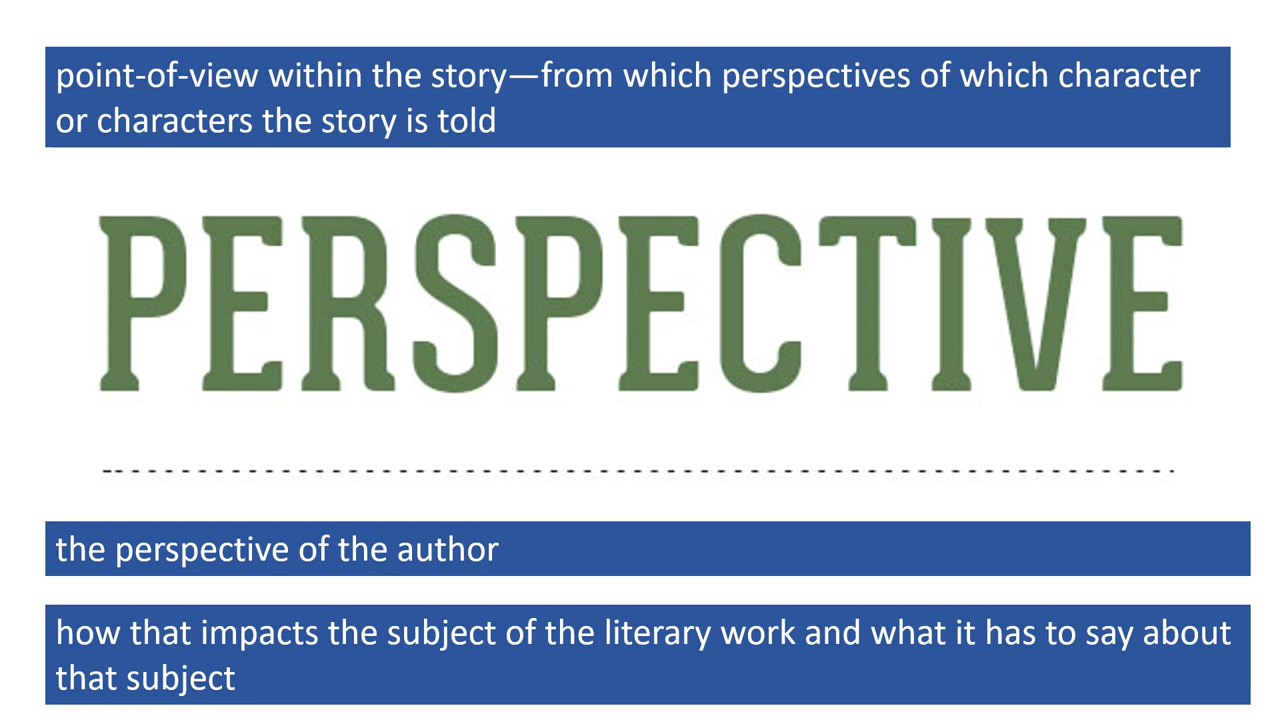 point-of-view within the story—from which perspectives of which character
or characters the story is told
PERSPECTIVE
the perspective of the author
how that impacts the subject of the literary work and what it has to say about
that subject